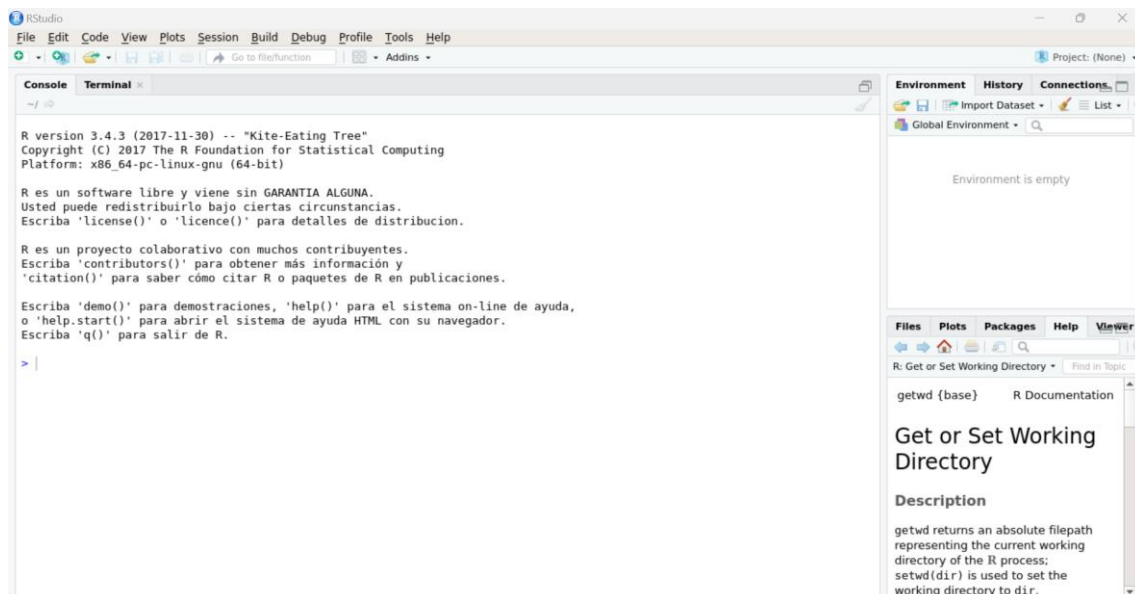 RStudio
File Edit Code View Plots Session Build Debug Profile Tools Help
Go to file/function Addins Project: (None)
Console Terminal
~/
R version 3.4.3 (2017-11-30) -- "Kite-Eating Tree"
Copyright (C) 2017 The R Foundation for Statistical Computing
Platform: x86_64-pc-linux-gnu (64-bit)
R es un software libre y viene sin GARANTIA ALGUNA.
Usted puede redistribuirlo bajo ciertas circunstancias.
Escriba 'license()' o 'licence()' para detalles de distribucion.
R es un proyecto colaborativo con muchos contribuyentes.
Escriba 'contributors()' para obtener más información y
'citation()' para saber cómo citar R o paquetes de R en publicaciones.
Escriba 'demo()' para demostraciones, 'help()' para el sistema on-line de ayuda,
o 'help.start()' para abrir el sistema de ayuda HTML con su navegador.
Escriba 'q()' para salir de R.
>
Environment History Connections
Import Dataset List
Global Environment
Environment is empty
Files Plots Packages Help Viewer
R: Get or Set Working Directory Find in Topic
getwd {base} R Documentation
Get or Set Working
Directory
Description
getwd returns an absolute filepath
representing the current working
directory of the R process;
setwd(dir) is used to set the
working directory to dir.